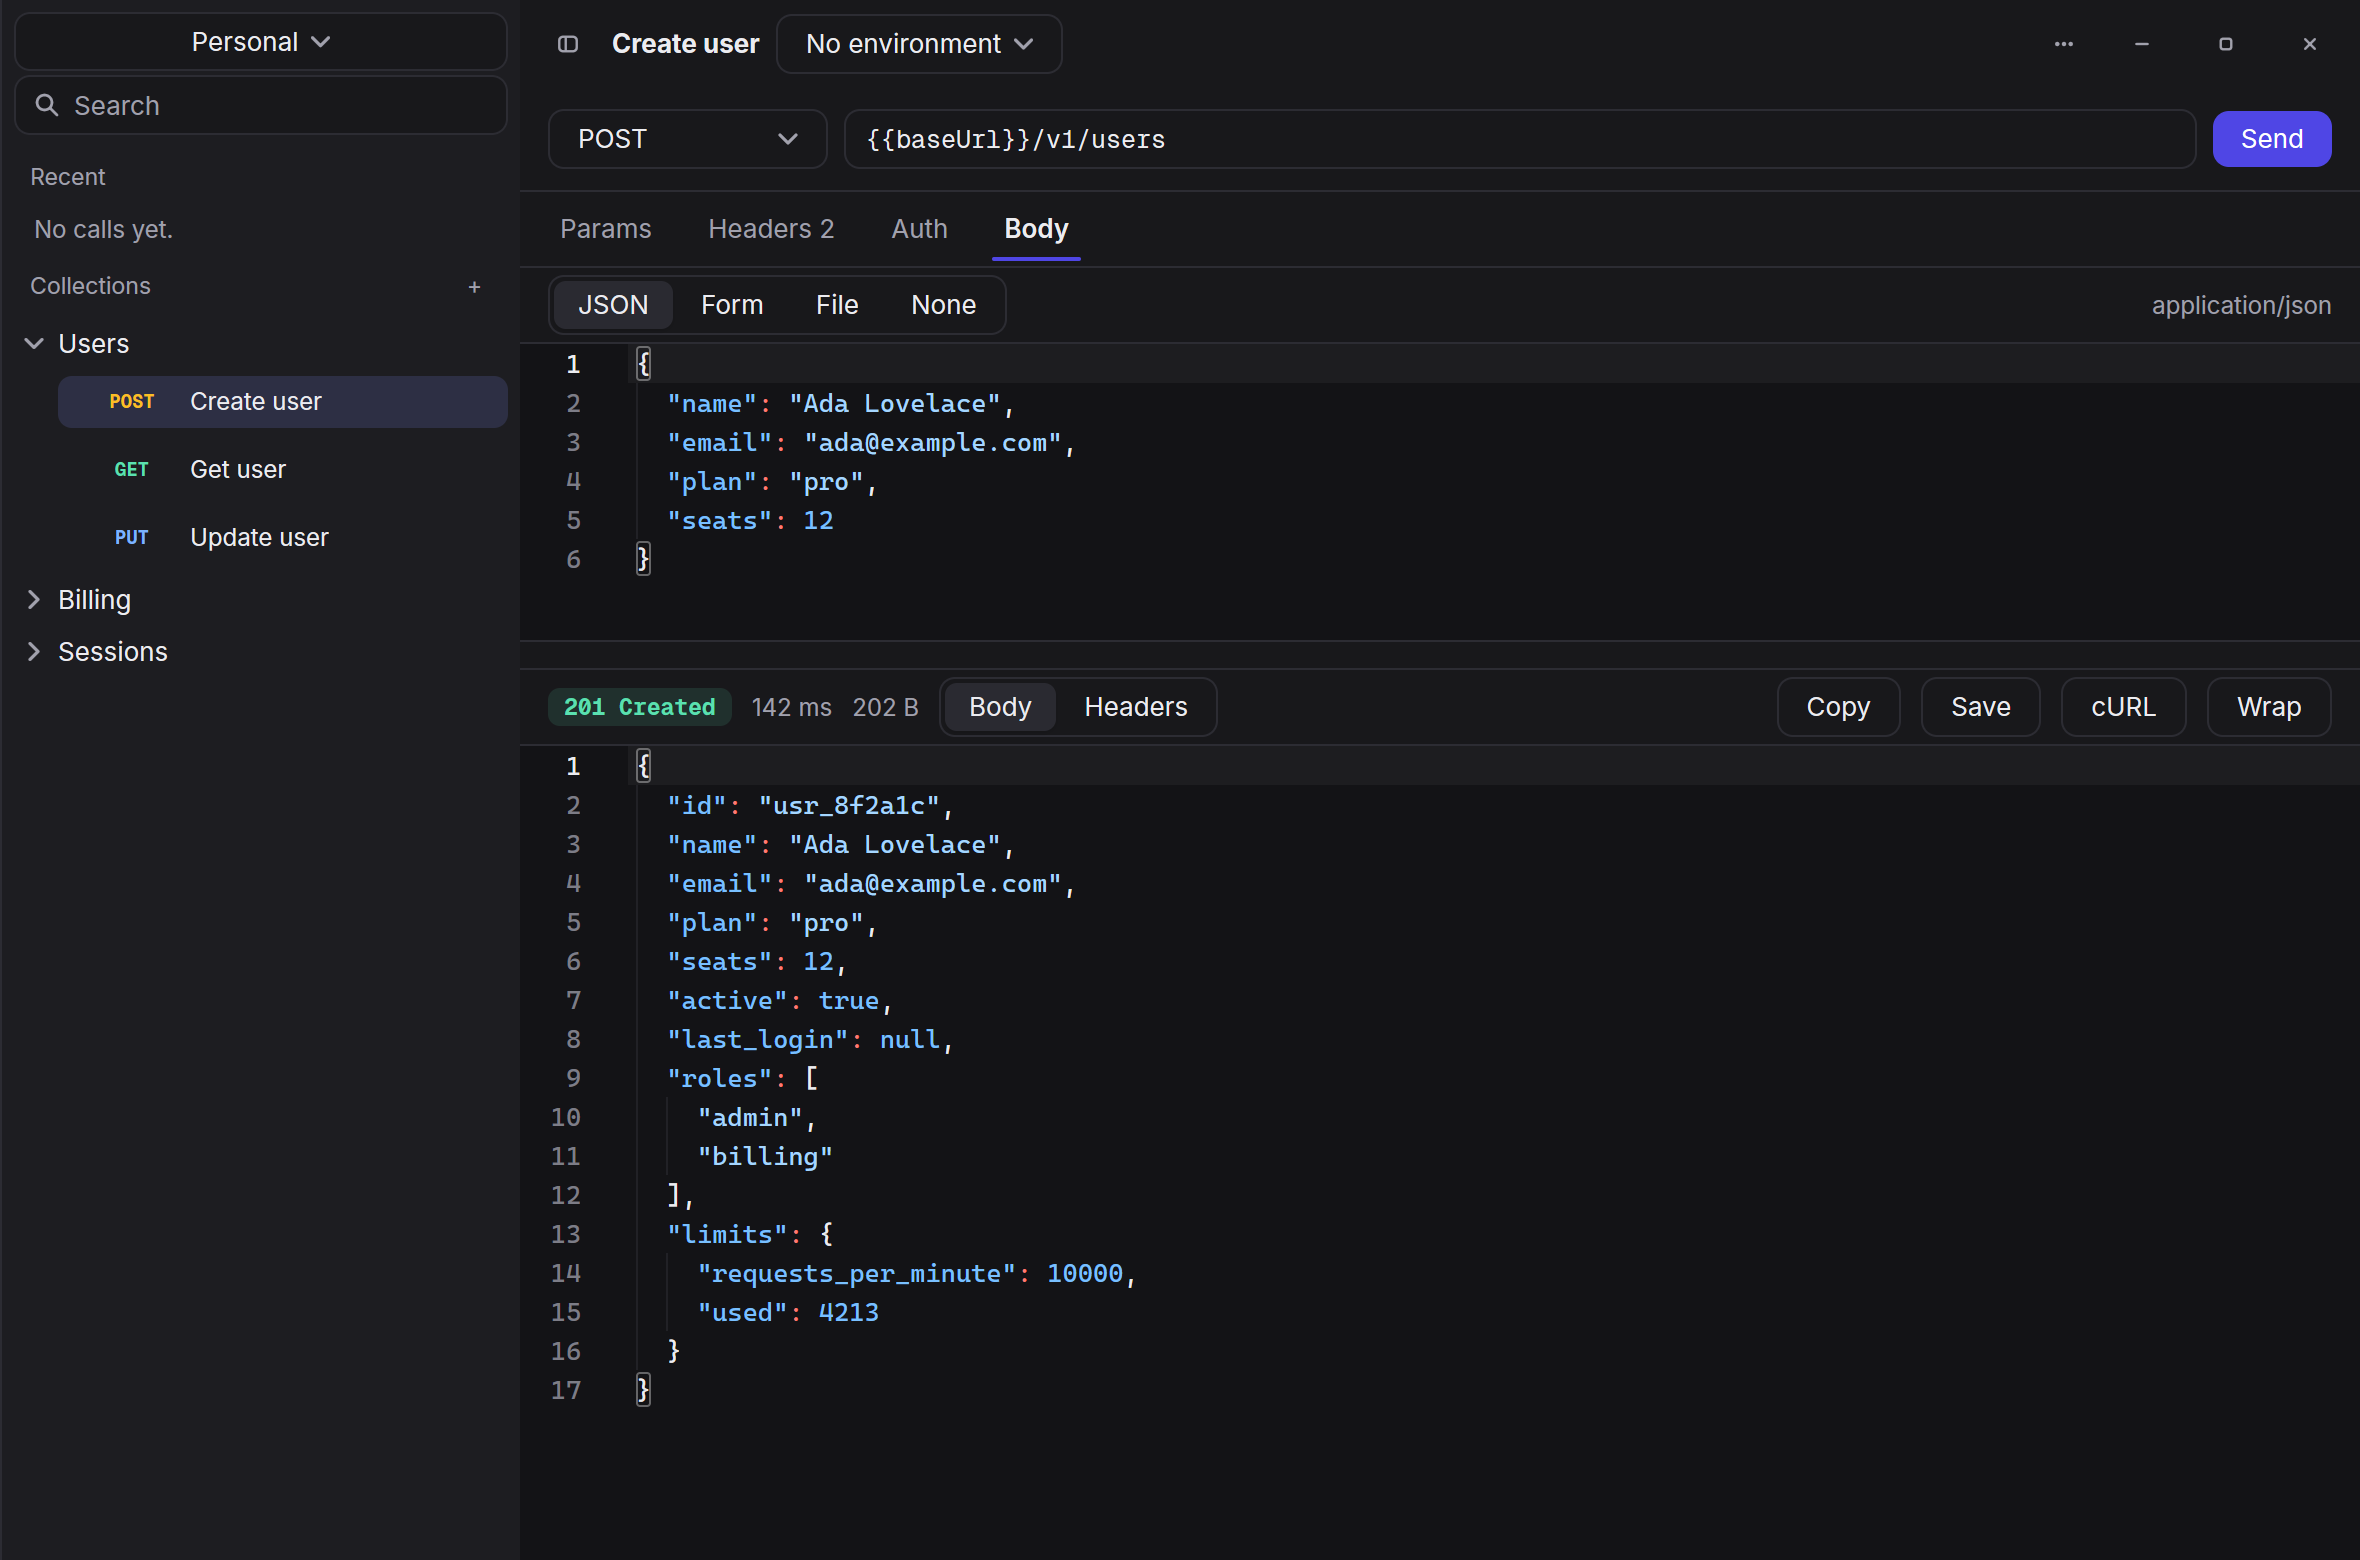 Personal
Search
Recent
No calls yet.
Collections +
Users
POST Create user
GET Get user
PUT Update user
Billing
Sessions
Create user No environment
POST {{baseUrl}}/v1/users Send
Params Headers 2 Auth Body
JSON Form File None application/json
1 {
2 "name": "Ada Lovelace",
3 "email": "ada@example.com",
4 "plan": "pro",
5 "seats": 12
6 }
201 Created 142 ms 202 B Body Headers Copy Save cURL Wrap
1 {
2 "id": "usr_8f2a1c",
3 "name": "Ada Lovelace",
4 "email": "ada@example.com",
5 "plan": "pro",
6 "seats": 12,
7 "active": true,
8 "last_login": null,
9 "roles": [
10 "admin",
11 "billing"
12 ],
13 "limits": {
14 "requests_per_minute": 10000,
15 "used": 4213
16 }
17 }